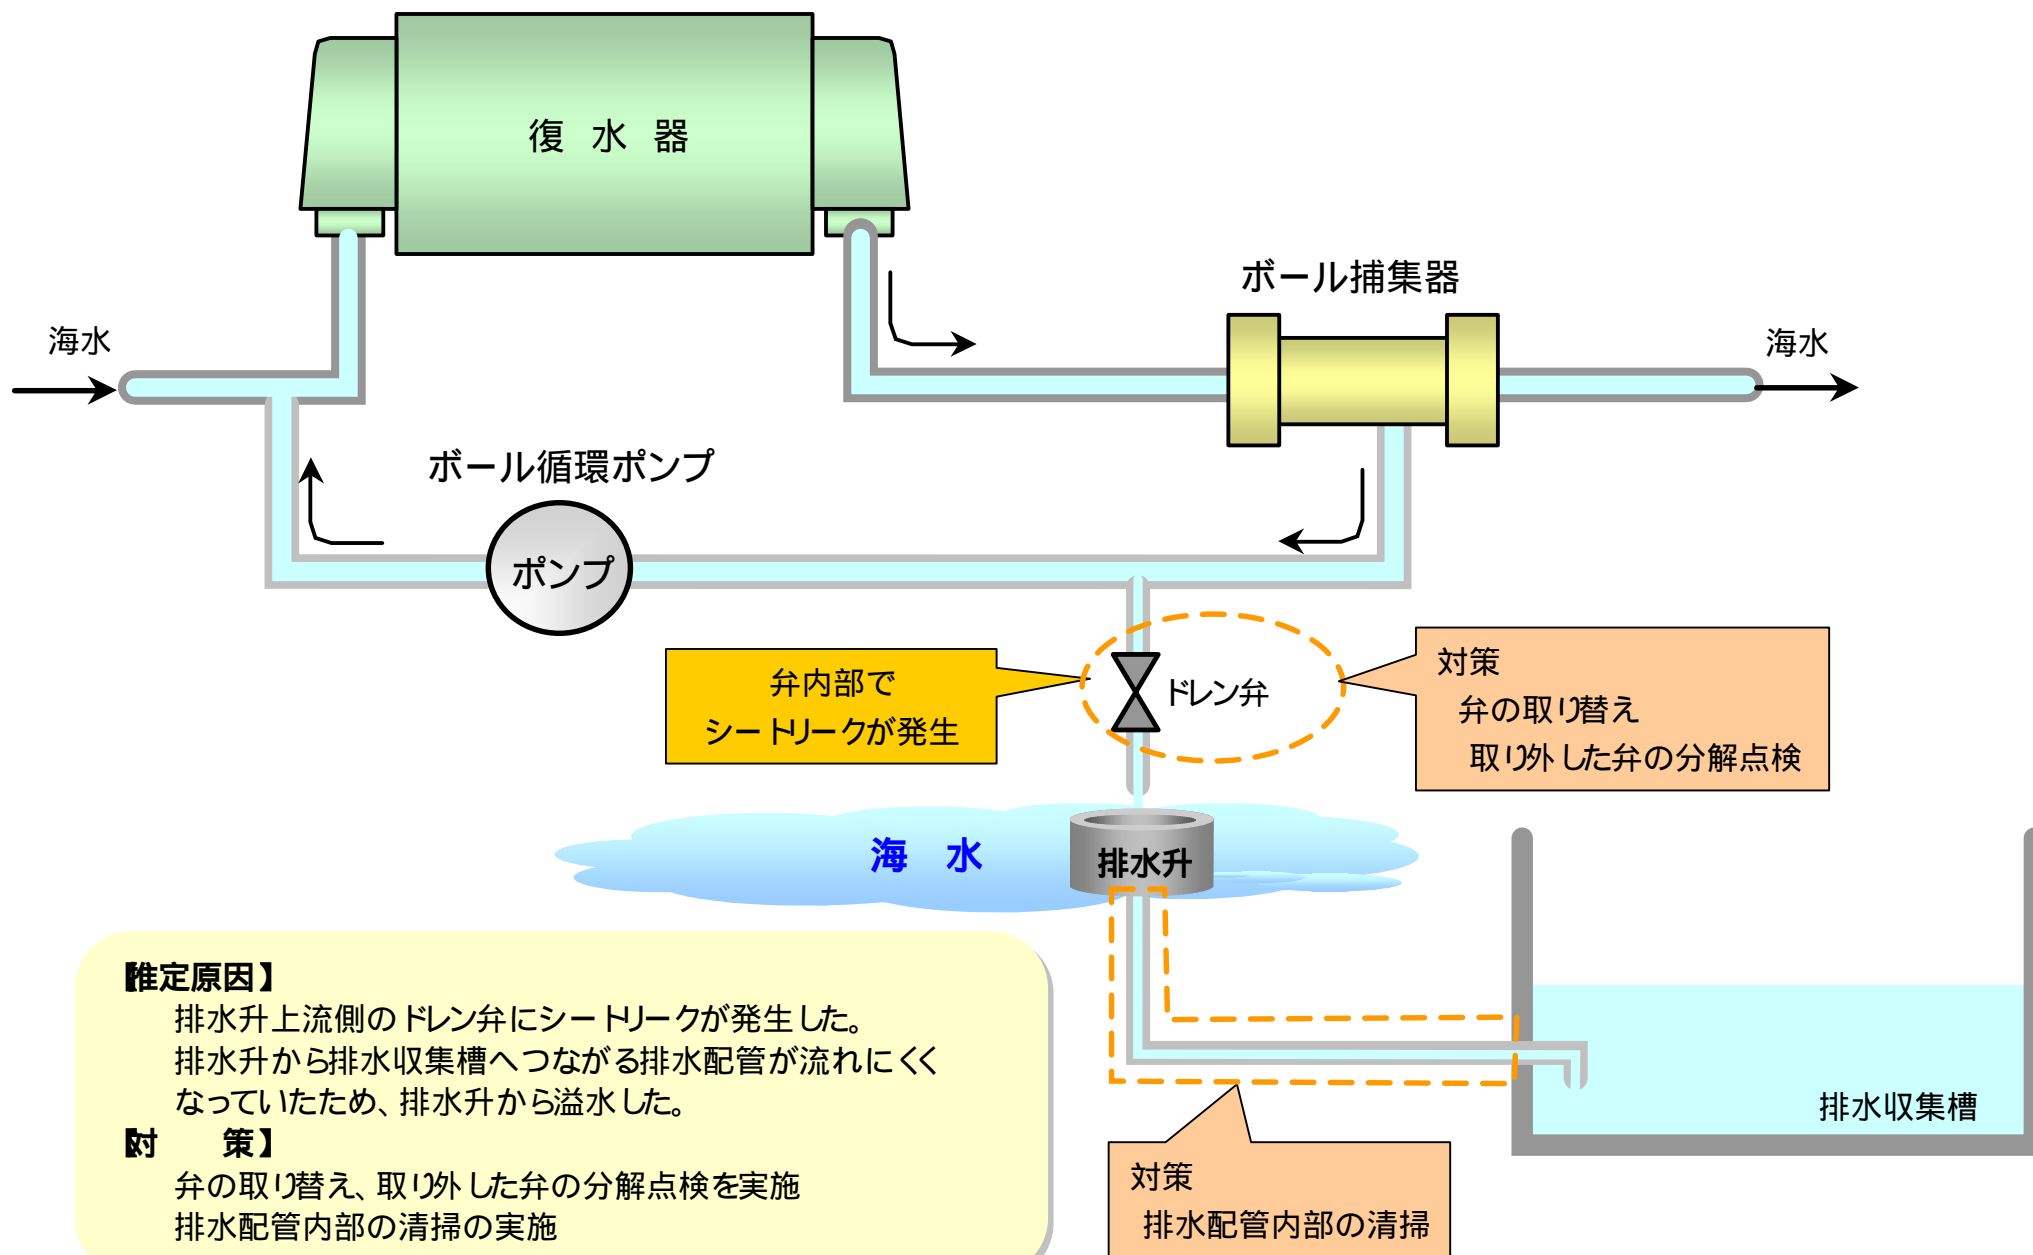 復 水 器
ボール捕集器
海水
海水
ボール循環ポンプ
ポンプ
弁内部で
シートリークが発生
ドレン弁
対策
弁の取り替え
取り外した弁の分解点検
海 水
排水升
【推定原因】
排水升上流側のドレン弁にシートリークが発生した。
排水升から排水収集槽へつながる排水配管が流れにくく
なっていたため、排水升から溢水した。
【対 策】
弁の取り替え、取り外した弁の分解点検を実施
排水配管内部の清掃の実施
排水収集槽
対策
排水配管内部の清掃